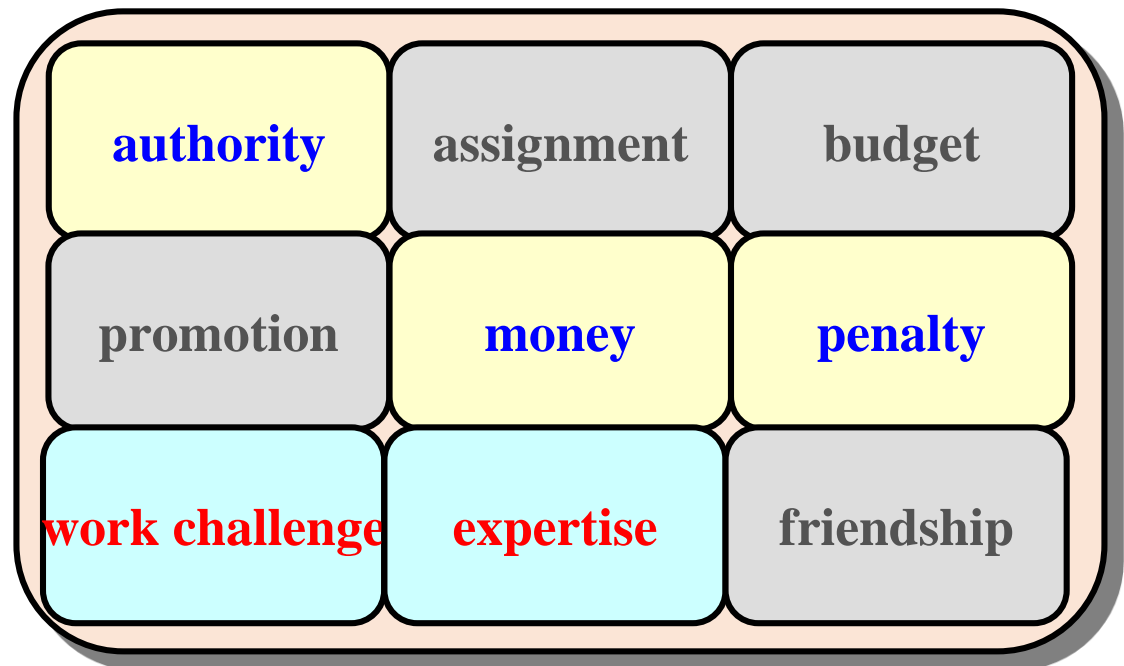 authority assignment budget
promotion money penalty
work challenge expertise friendship